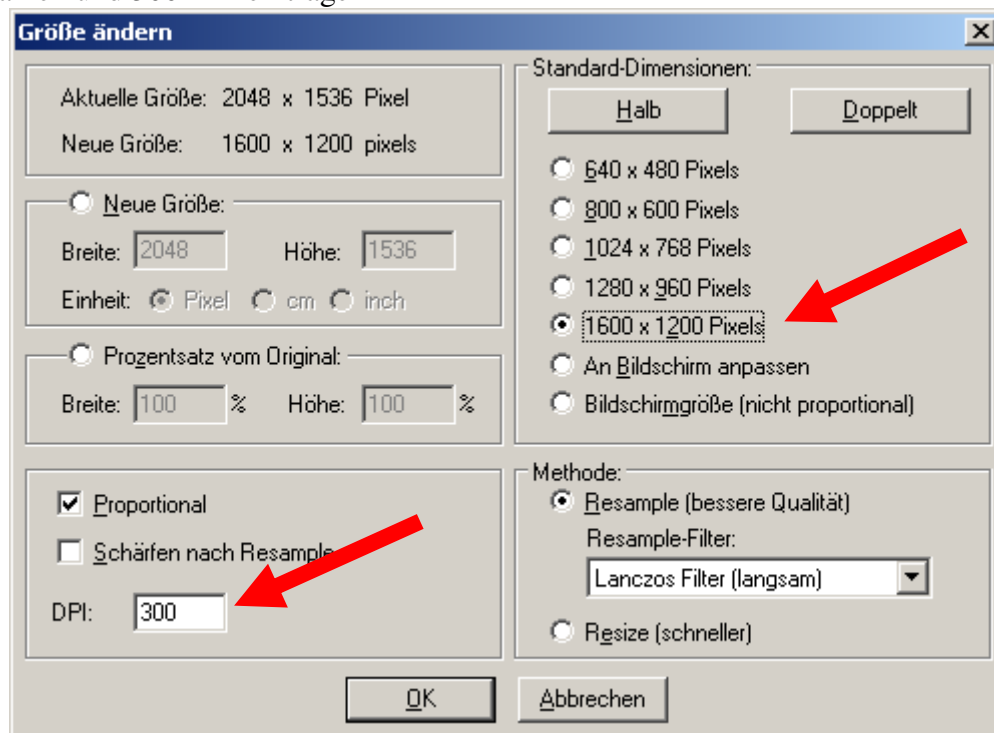 Größe ändern
Aktuelle Größe: 2048 x 1536 Pixel
Neue Größe: 1600 x 1200 pixels
Neue Größe:
Breite: 2048 Höhe: 1536
Einheit: Pixel cm inch
Prozentsatz vom Original:
Breite: 100 % Höhe: 100 %
Proportional
Schärfen nach Resample
DPI: 300
Standard-Dimensionen:
Halb Doppelt
640 x 480 Pixels
800 x 600 Pixels
1024 x 768 Pixels
1280 x 960 Pixels
1600 x 1200 Pixels
An Bildschirm anpassen
Bildschirmgröße (nicht proportional)
Methode:
Resample (bessere Qualität)
Resample-Filter:
Lanczos Filter (langsam)
Resize (schneller)
OK Abbrechen